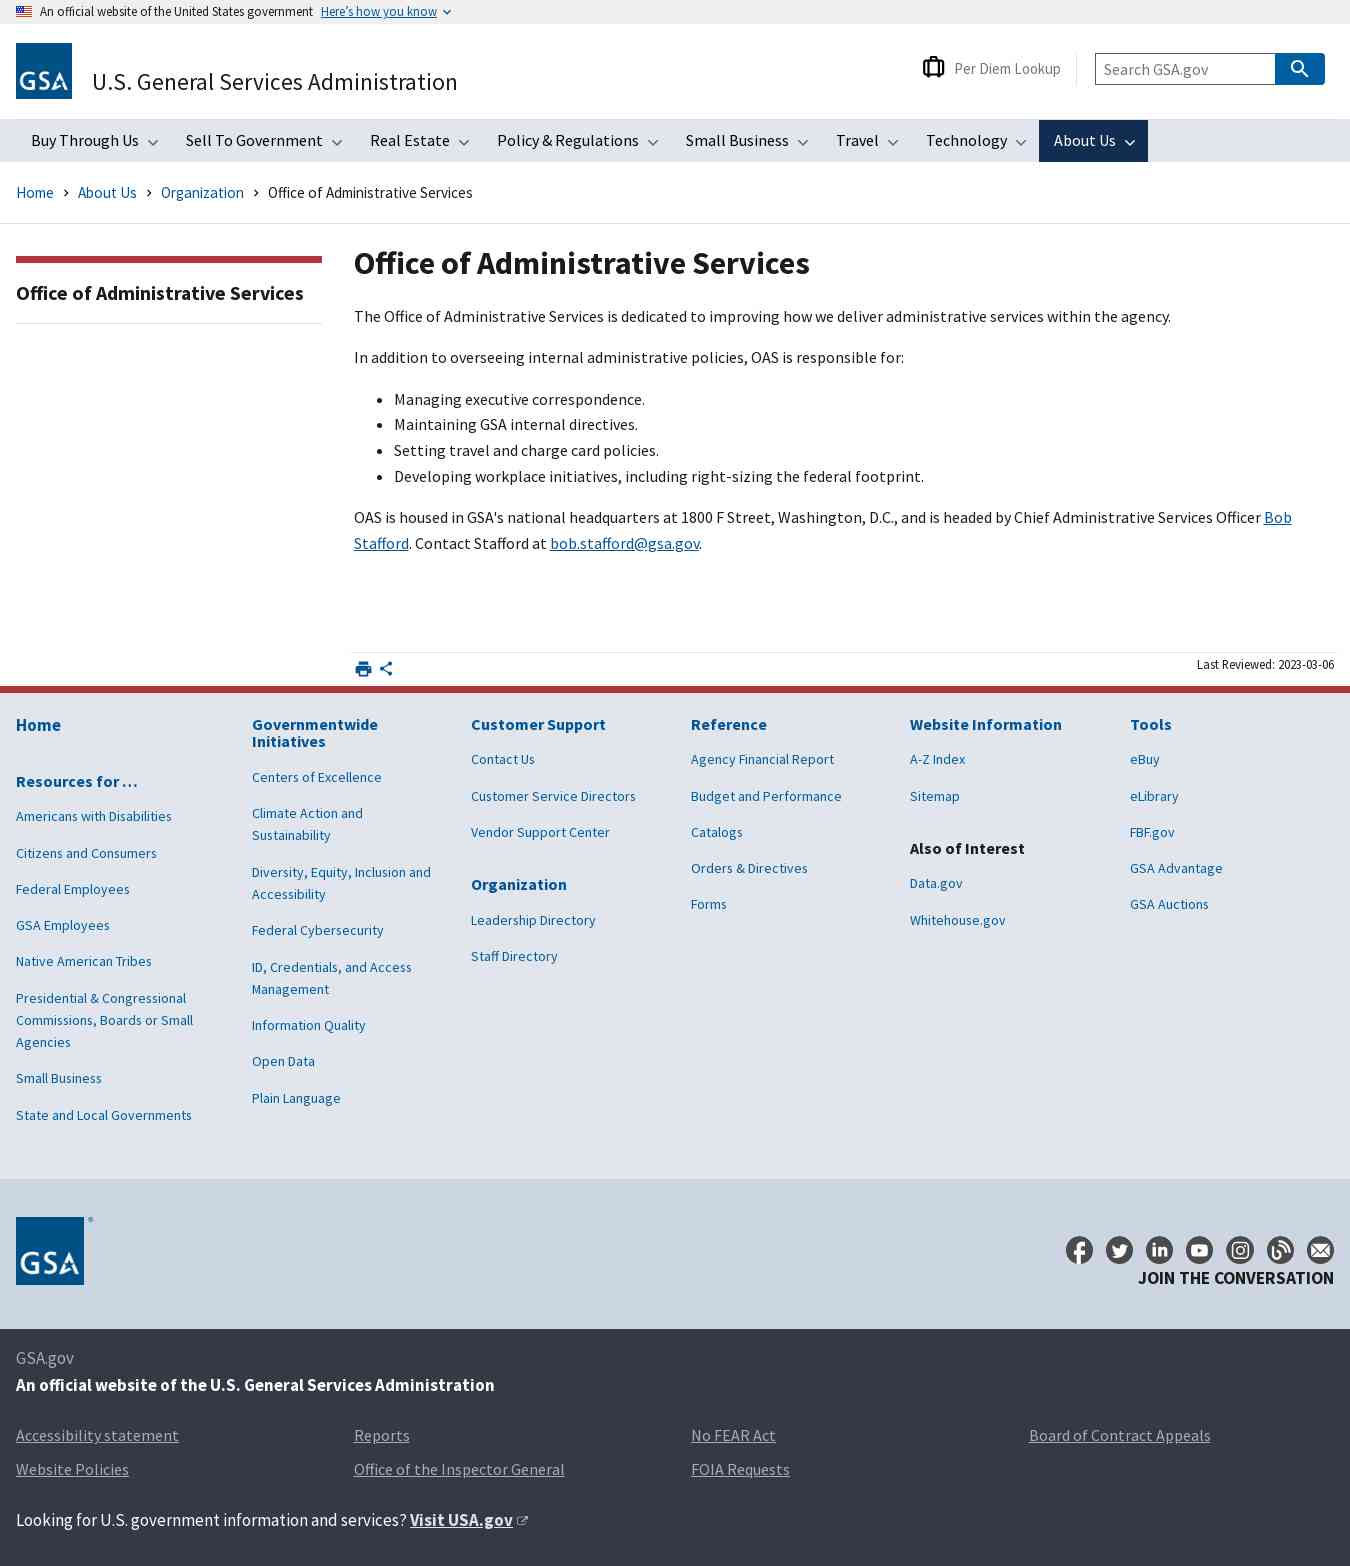 An official website of the United States government Here's how you know
GSA
U.S. General Services Administration
Per Diem Lookup
Search GSA.gov
Buy Through Us
Sell To Government
Real Estate
Policy & Regulations
Small Business
Travel
Technology
About Us
Home
About Us
Organization
Office of Administrative Services
Office of Administrative Services
Office of Administrative Services
The Office of Administrative Services is dedicated to improving how we deliver administrative services within the agency.
In addition to overseeing internal administrative policies, OAS is responsible for:
• Managing executive correspondence.
• Maintaining GSA internal directives.
• Setting travel and charge card policies.
• Developing workplace initiatives, including right-sizing the federal footprint.
OAS is housed in GSA's national headquarters at 1800 F Street, Washington, D.C., and is headed by Chief Administrative Services Officer Bob
Stafford. Contact Stafford at bob.stafford@gsa.gov.
Last Reviewed: 2023-03-06
Home
Resources for …
Americans with Disabilities
Citizens and Consumers
Federal Employees
GSA Employees
Native American Tribes
Presidential & Congressional
Commissions, Boards or Small
Agencies
Small Business
State and Local Governments
Governmentwide
Initiatives
Centers of Excellence
Climate Action and
Sustainability
Diversity, Equity, Inclusion and
Accessibility
Federal Cybersecurity
ID, Credentials, and Access
Management
Information Quality
Open Data
Plain Language
Customer Support
Contact Us
Customer Service Directors
Vendor Support Center
Organization
Leadership Directory
Staff Directory
Reference
Agency Financial Report
Budget and Performance
Catalogs
Orders & Directives
Forms
Website Information
A-Z Index
Sitemap
Also of Interest
Data.gov
Whitehouse.gov
Tools
eBuy
eLibrary
FBF.gov
GSA Advantage
GSA Auctions
GSA
JOIN THE CONVERSATION
GSA.gov
An official website of the U.S. General Services Administration
Accessibility statement
Reports
No FEAR Act
Board of Contract Appeals
Website Policies
Office of the Inspector General
FOIA Requests
Looking for U.S. government information and services? Visit USA.gov